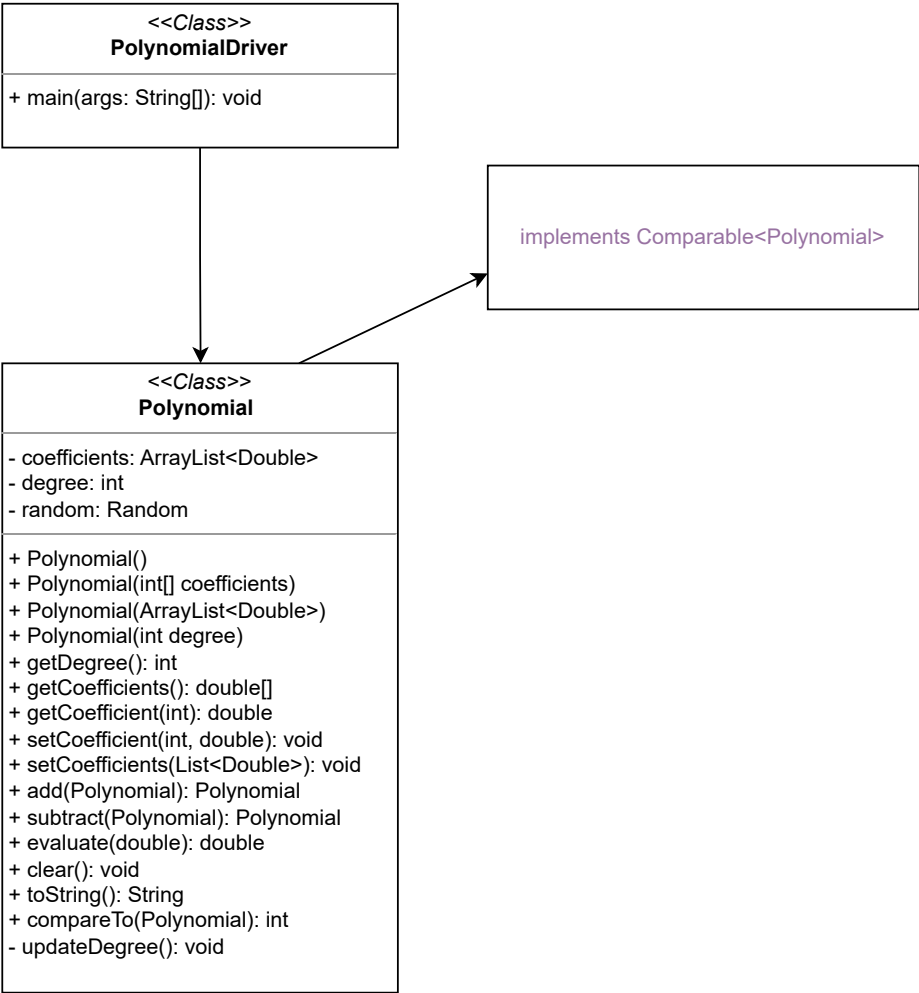 <<Class>>
PolynomialDriver
+ main(args: String[]): void
implements Comparable<Polynomial>
<<Class>>
Polynomial
- coefficients: ArrayList<Double>
- degree: int
- random: Random
+ Polynomial()
+ Polynomial(int[] coefficients)
+ Polynomial(ArrayList<Double>)
+ Polynomial(int degree)
+ getDegree(): int
+ getCoefficients(): double[]
+ getCoefficient(int): double
+ setCoefficient(int, double): void
+ setCoefficients(List<Double>): void
+ add(Polynomial): Polynomial
+ subtract(Polynomial): Polynomial
+ evaluate(double): double
+ clear(): void
+ toString(): String
+ compareTo(Polynomial): int
- updateDegree(): void